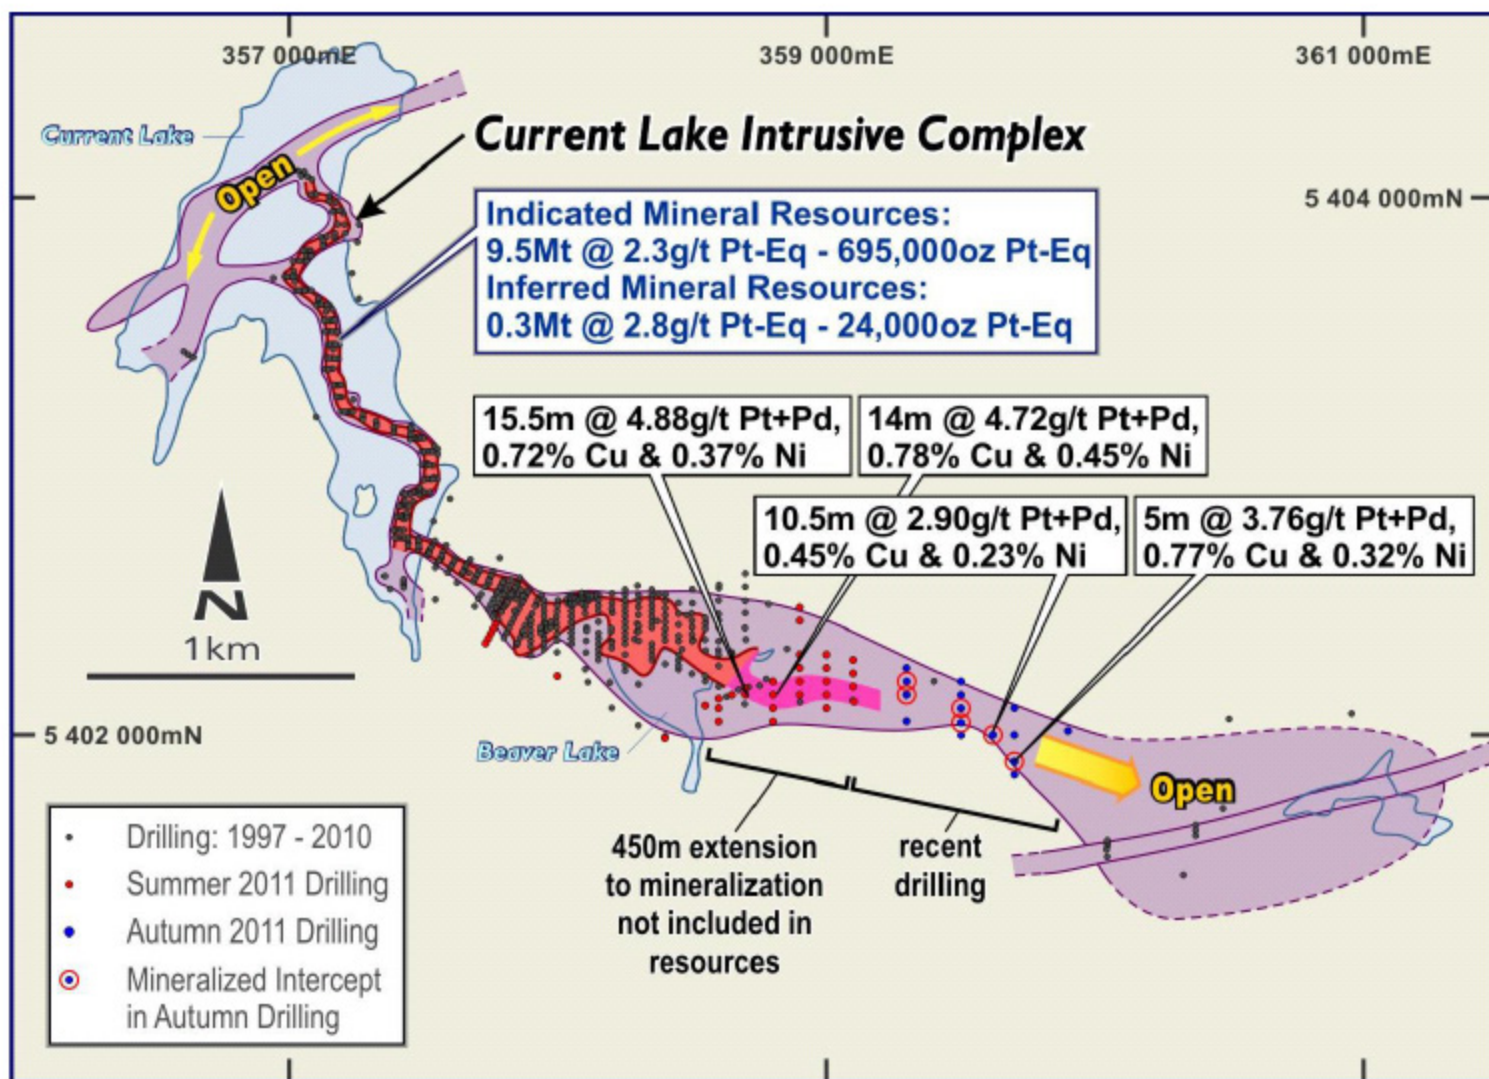 357 000mE
359 000mE
361 000mE
Current Lake
Current Lake Intrusive Complex
Open
5 404 000mN
Indicated Mineral Resources:
9.5Mt @ 2.3g/t Pt-Eq - 695,000oz Pt-Eq
Inferred Mineral Resources:
0.3Mt @ 2.8g/t Pt-Eq - 24,000oz Pt-Eq
15.5m @ 4.88g/t Pt+Pd,
0.72% Cu & 0.37% Ni
14m @ 4.72g/t Pt+Pd,
0.78% Cu & 0.45% Ni
10.5m @ 2.90g/t Pt+Pd,
0.45% Cu & 0.23% Ni
5m @ 3.76g/t Pt+Pd,
0.77% Cu & 0.32% Ni
N
1km
5 402 000mN
Beaver Lake
Open
450m extension
to mineralization
not included in
resources
recent
drilling
Drilling: 1997 - 2010
Summer 2011 Drilling
Autumn 2011 Drilling
Mineralized Intercept
in Autumn Drilling